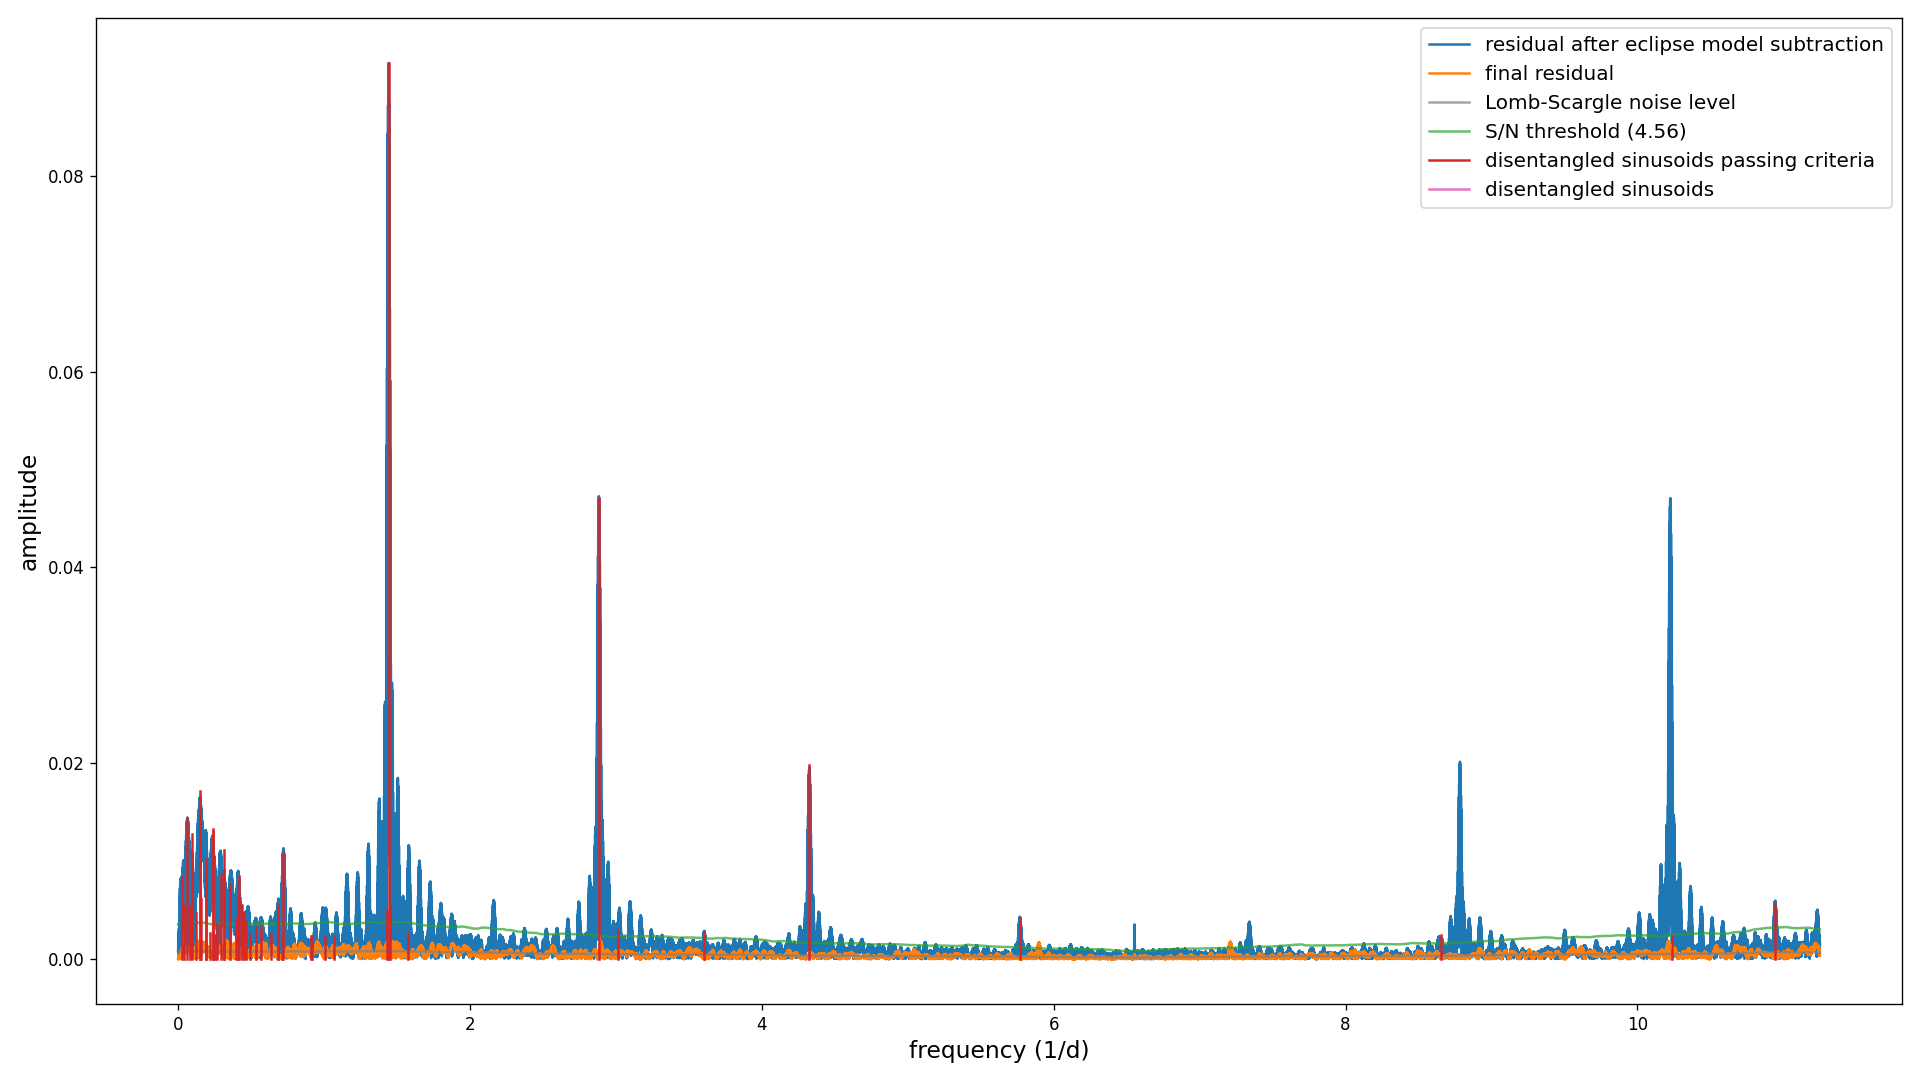 residual after eclipse model subtraction
final residual
Lomb-Scargle noise level
S/N threshold (4.56)
disentangled sinusoids passing criteria
disentangled sinusoids
amplitude
0.08
0.06
0.04
0.02
0.00
0 2 4 6 8 10
frequency (1/d)